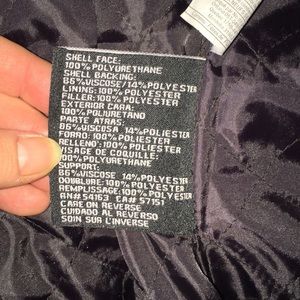 SHELL FACE:
100% POLYURETHANE
SHELL BACKING:
86%VISCOSE/14%POLYESTER
LINING: 100% POLYESTER
FILLER: 100% POLYESTER
EXTERIOR CARA:
100%POLIURETANO
PARTE ATRAS:
86%VISCOSA 14%POLIESTER
FORRO: 100% POLIESTER
RELLENO: 100% POLIESTER
VISAGE DE COQUILLE:
100%POLYURETHANE
SUPPORT:
86%VISCOSE 14%POLYESTER
DOUBLURE: 100% POLYESTER
REMPLISSAGE: 100% POLYESTER
RN# 54163 CA# 57151
CARE ON REVERSE
CUIDADO AL REVERSO
SOIN SUR L'INVERSE